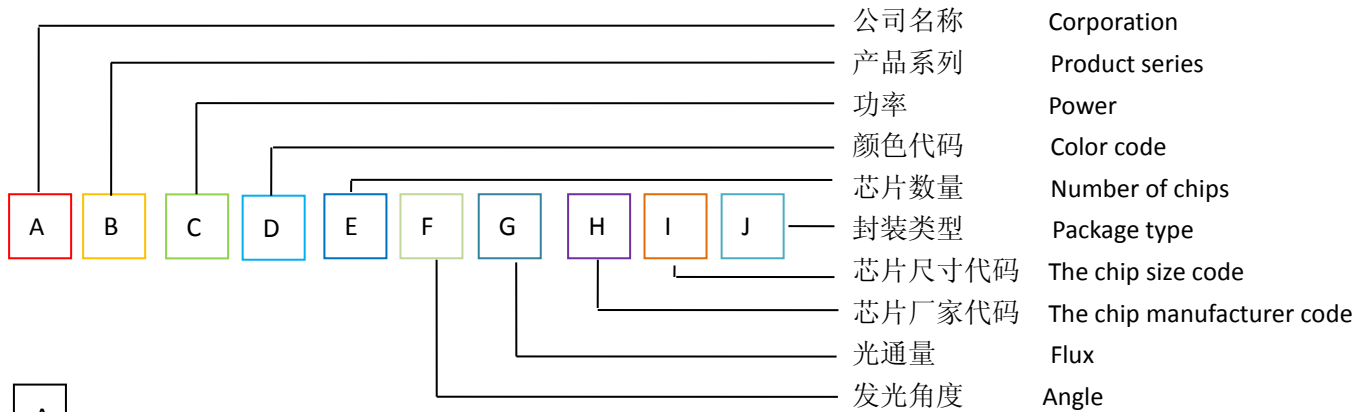 公司名称 Corporation
产品系列 Product series
功率 Power
颜色代码 Color code
芯片数量 Number of chips
A B C D E F G H I J 封装类型 Package type
芯片尺寸代码 The chip size code
芯片厂家代码 The chip manufacturer code
光通量 Flux
发光角度 Angle
A